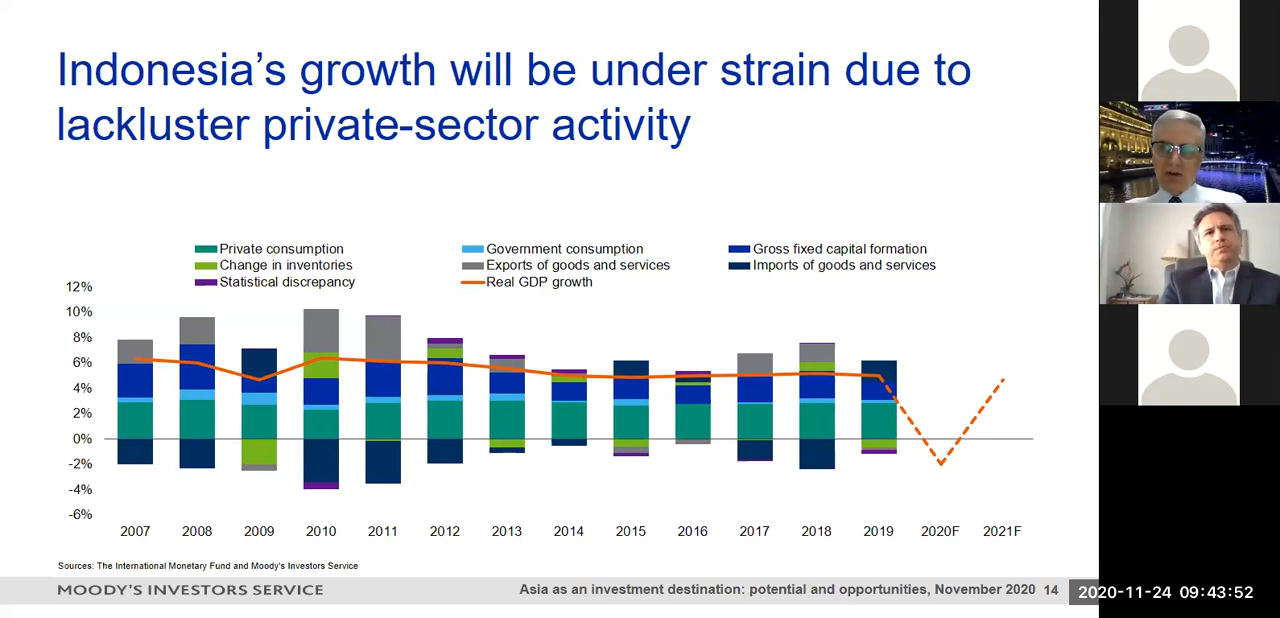 Indonesia's growth will be under strain due to
lackluster private-sector activity
Private consumption
Government consumption
Gross fixed capital formation
Change in inventories
Exports of goods and services
Imports of goods and services
Statistical discrepancy
Real GDP growth
12%
10%
8%
6%
4%
2%
0%
-2%
-4%
-6%
2007 2008 2009 2010 2011 2012 2013 2014 2015 2016 2017 2018 2019 2020F 2021F
Sources: The International Monetary Fund and Moody's Investors Service
MOODY'S INVESTORS SERVICE
Asia as an investment destination: potential and opportunities, November 2020 14
2020-11-24 09:43:52